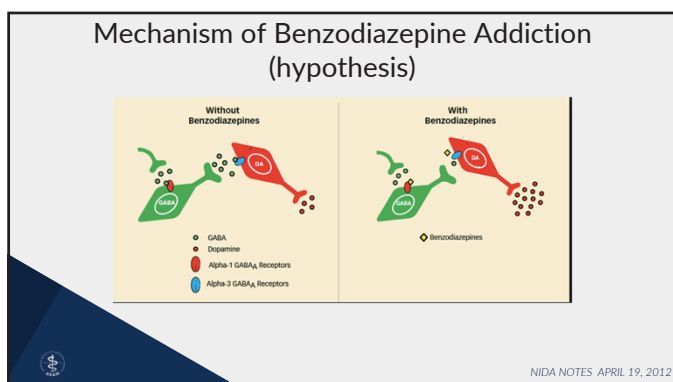 Mechanism of Benzodiazepine Addiction
(hypothesis)
Without
Benzodiazepines
With
Benzodiazepines
DA
GABA
DA
GABA
GABA
Dopamine
Alpha-1 GABAA Receptors
Alpha-3 GABAA Receptors
Benzodiazepines
ASAM
NIDA NOTES APRIL 19, 2012